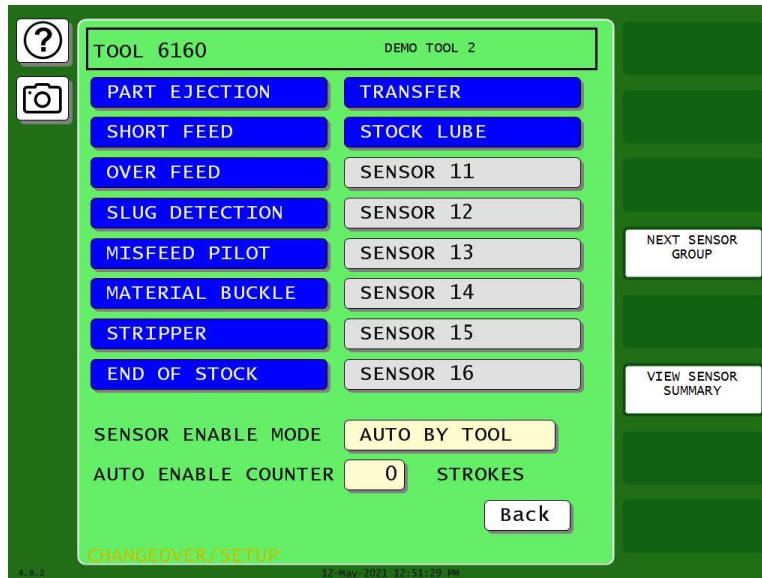 ?
TOOL 6160 DEMO TOOL 2
PART EJECTION TRANSFER
SHORT FEED STOCK LUBE
OVER FEED SENSOR 11
SLUG DETECTION SENSOR 12
MISFEED PILOT SENSOR 13
MATERIAL BUCKLE SENSOR 14
STRIPPER SENSOR 15
END OF STOCK SENSOR 16
SENSOR ENABLE MODE AUTO BY TOOL
AUTO ENABLE COUNTER 0 STROKES
Back
CHANGEOVER/SETUP
NEXT SENSOR
GROUP
VIEW SENSOR
SUMMARY
4.8.2 12-May-2021 12:51:29 PM